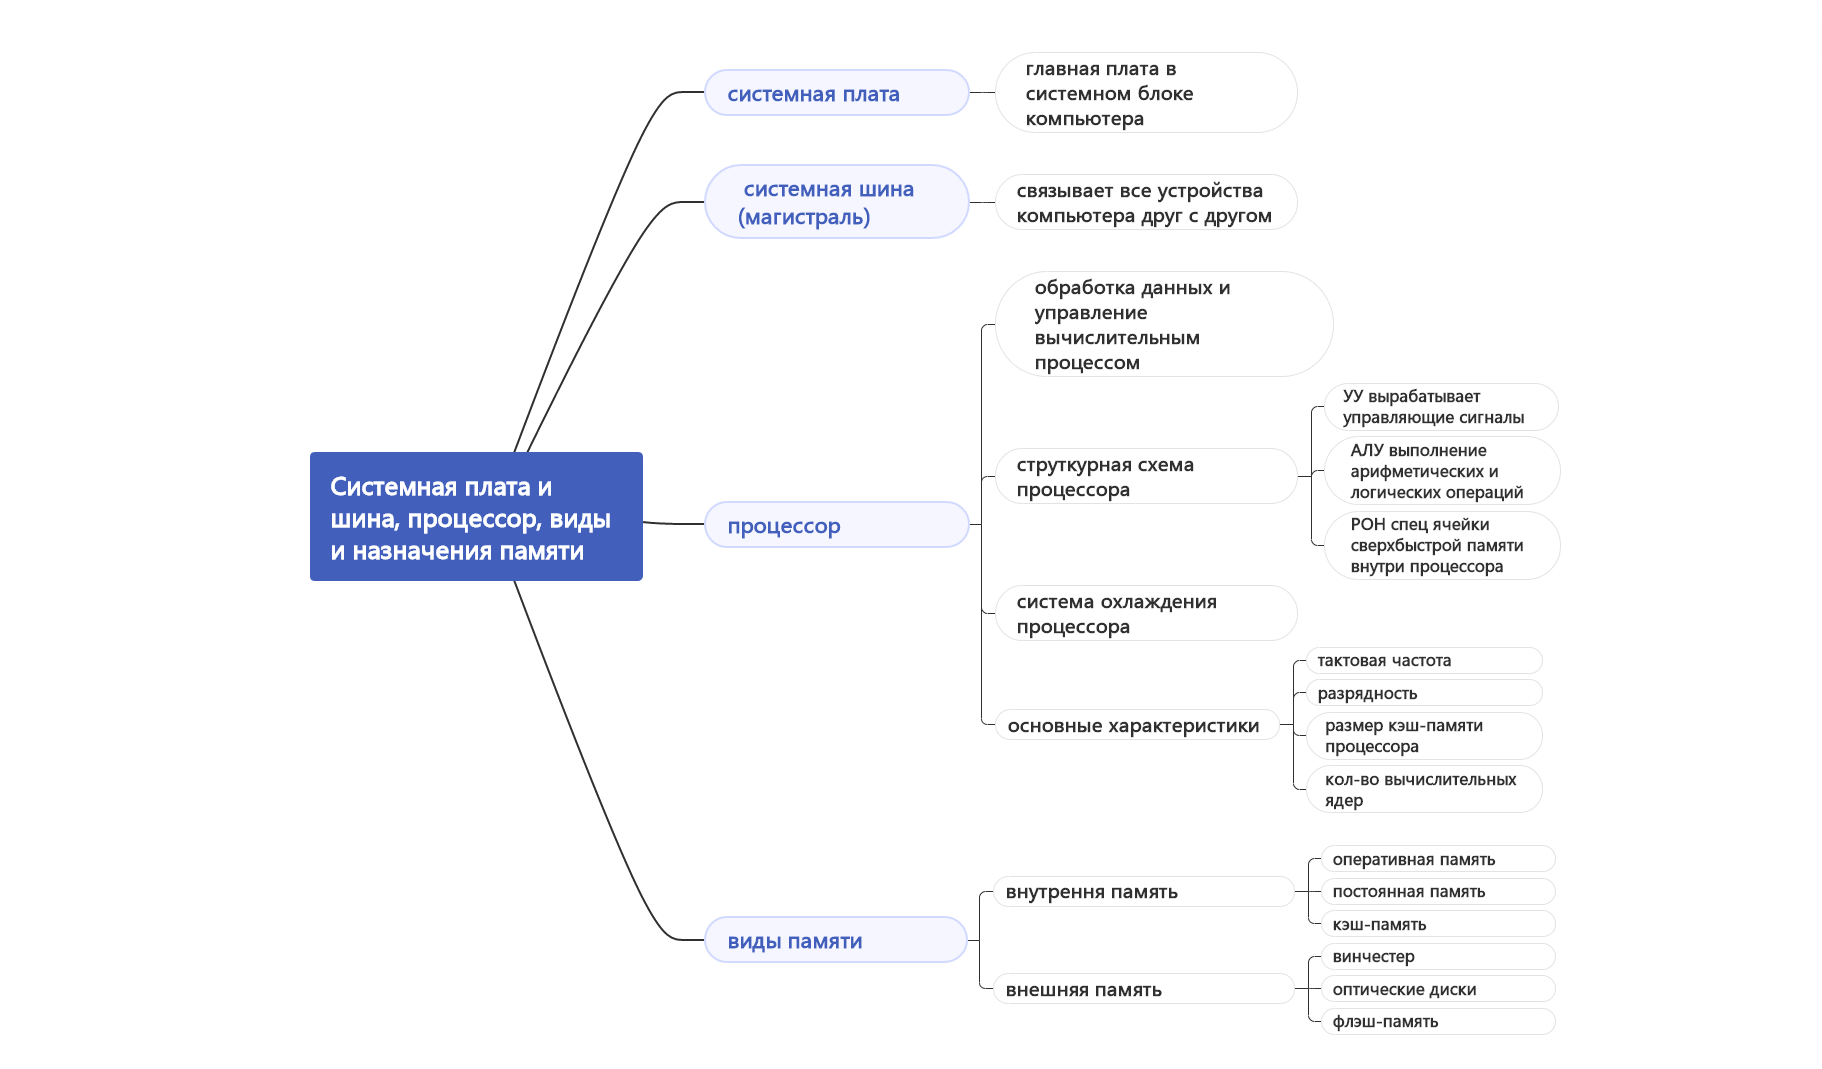 системная плата
главная плата в
системном блоке
компьютера
системная шина
(магистраль)
связывает все устройства
компьютера друг с другом
обработка данных и
управление
вычислительным
процессом
УУ вырабатывает
управляющие сигналы
АЛУ выполнение
арифметических и
логических операций
струткурная схема
процессора
Системная плата и
шина, процессор, виды
и назначения памяти
процессор
РОН спец ячейки
сверхбыстрой памяти
внутри процессора
система охлаждения
процессора
тактовая частота
разрядность
основные характеристики
размер кэш-памяти
процессора
кол-во вычислительных
ядер
оперативная память
внутрення память
постоянная память
кэш-память
виды памяти
винчестер
внешняя память
оптические диски
флэш-память